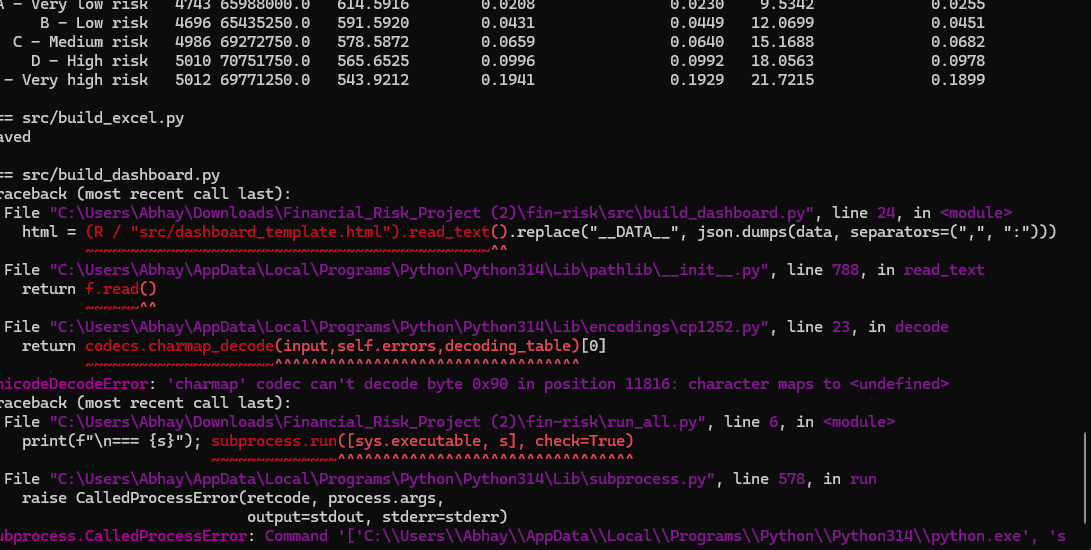 A - Very low risk 4743 65988000.0 614.5916 0.0208 0.0230 9.5342 0.0255
B - Low risk 4696 65435250.0 591.5920 0.0431 0.0449 12.0699 0.0451
C - Medium risk 4986 69272750.0 578.5872 0.0659 0.0640 15.1688 0.0682
D - High risk 5010 70751750.0 565.6525 0.0996 0.0992 18.0563 0.0978
- Very high risk 5012 69771250.0 543.9212 0.1941 0.1929 21.7215 0.1899
== src/build_excel.py
aved
== src/build_dashboard.py
raceback (most recent call last):
File "C:\Users\Abhay\Downloads\Financial_Risk_Project (2)\fin-risk\src\build_dashboard.py", line 24, in <module>
html = (R / "src/dashboard_template.html").read_text().replace("__DATA__", json.dumps(data, separators=(",", ":")))
~~~~~~~~~~~~~~~~~~~~~~~~~~~~~~~~~~~~~~~~~~~~~^^
File "C:\Users\Abhay\AppData\Local\Programs\Python\Python314\Lib\pathlib\__init__.py", line 788, in read_text
return f.read()
~~~~~~^^
File "C:\Users\Abhay\AppData\Local\Programs\Python\Python314\Lib\encodings\cp1252.py", line 23, in decode
return codecs.charmap_decode(input,self.errors,decoding_table)[0]
~~~~~~~~~~~~~~~~~~~~~^^^^^^^^^^^^^^^^^^^^^^^^^^^^^^^^^^
nicodeDecodeError: 'charmap' codec can't decode byte 0x90 in position 11816: character maps to <undefined>
raceback (most recent call last):
File "C:\Users\Abhay\Downloads\Financial_Risk_Project (2)\fin-risk\run_all.py", line 6, in <module>
print(f"\n=== {s}"); subprocess.run([sys.executable, s], check=True)
~~~~~~~~~~~~~~^^^^^^^^^^^^^^^^^^^^^^^^^^^^^^^^^
File "C:\Users\Abhay\AppData\Local\Programs\Python\Python314\Lib\subprocess.py", line 578, in run
raise CalledProcessError(retcode, process.args,
output=stdout, stderr=stderr)
ubprocess.CalledProcessError: Command '['C:\\Users\\Abhay\\AppData\\Local\\Programs\\Python\\Python314\\python.exe', 's